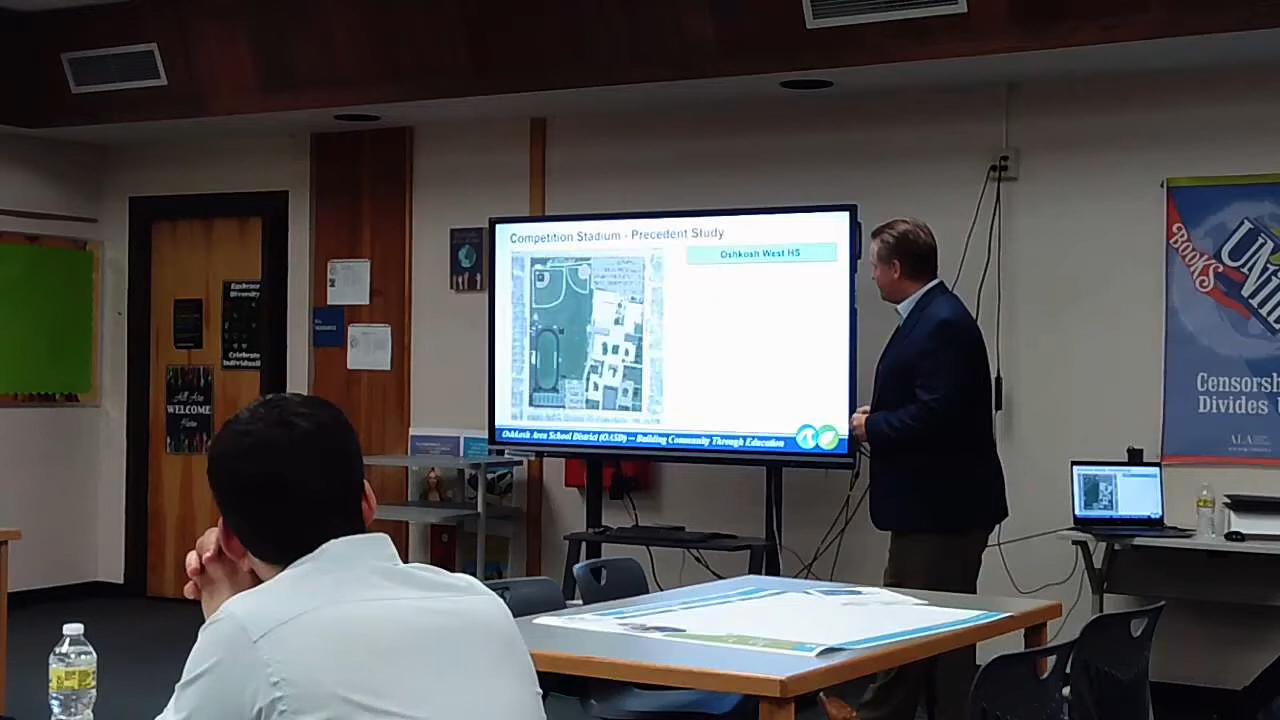 Competition Stadium - Precedent Study
Oshkosh West HS
Oshkosh Area School District (OASD) — Building Community Through Education
Embrace
Diversity
Celebrate
Individuali
All Are
WELCOME
Here
BOOKS
UNI
Censorsh
Divides
ALA